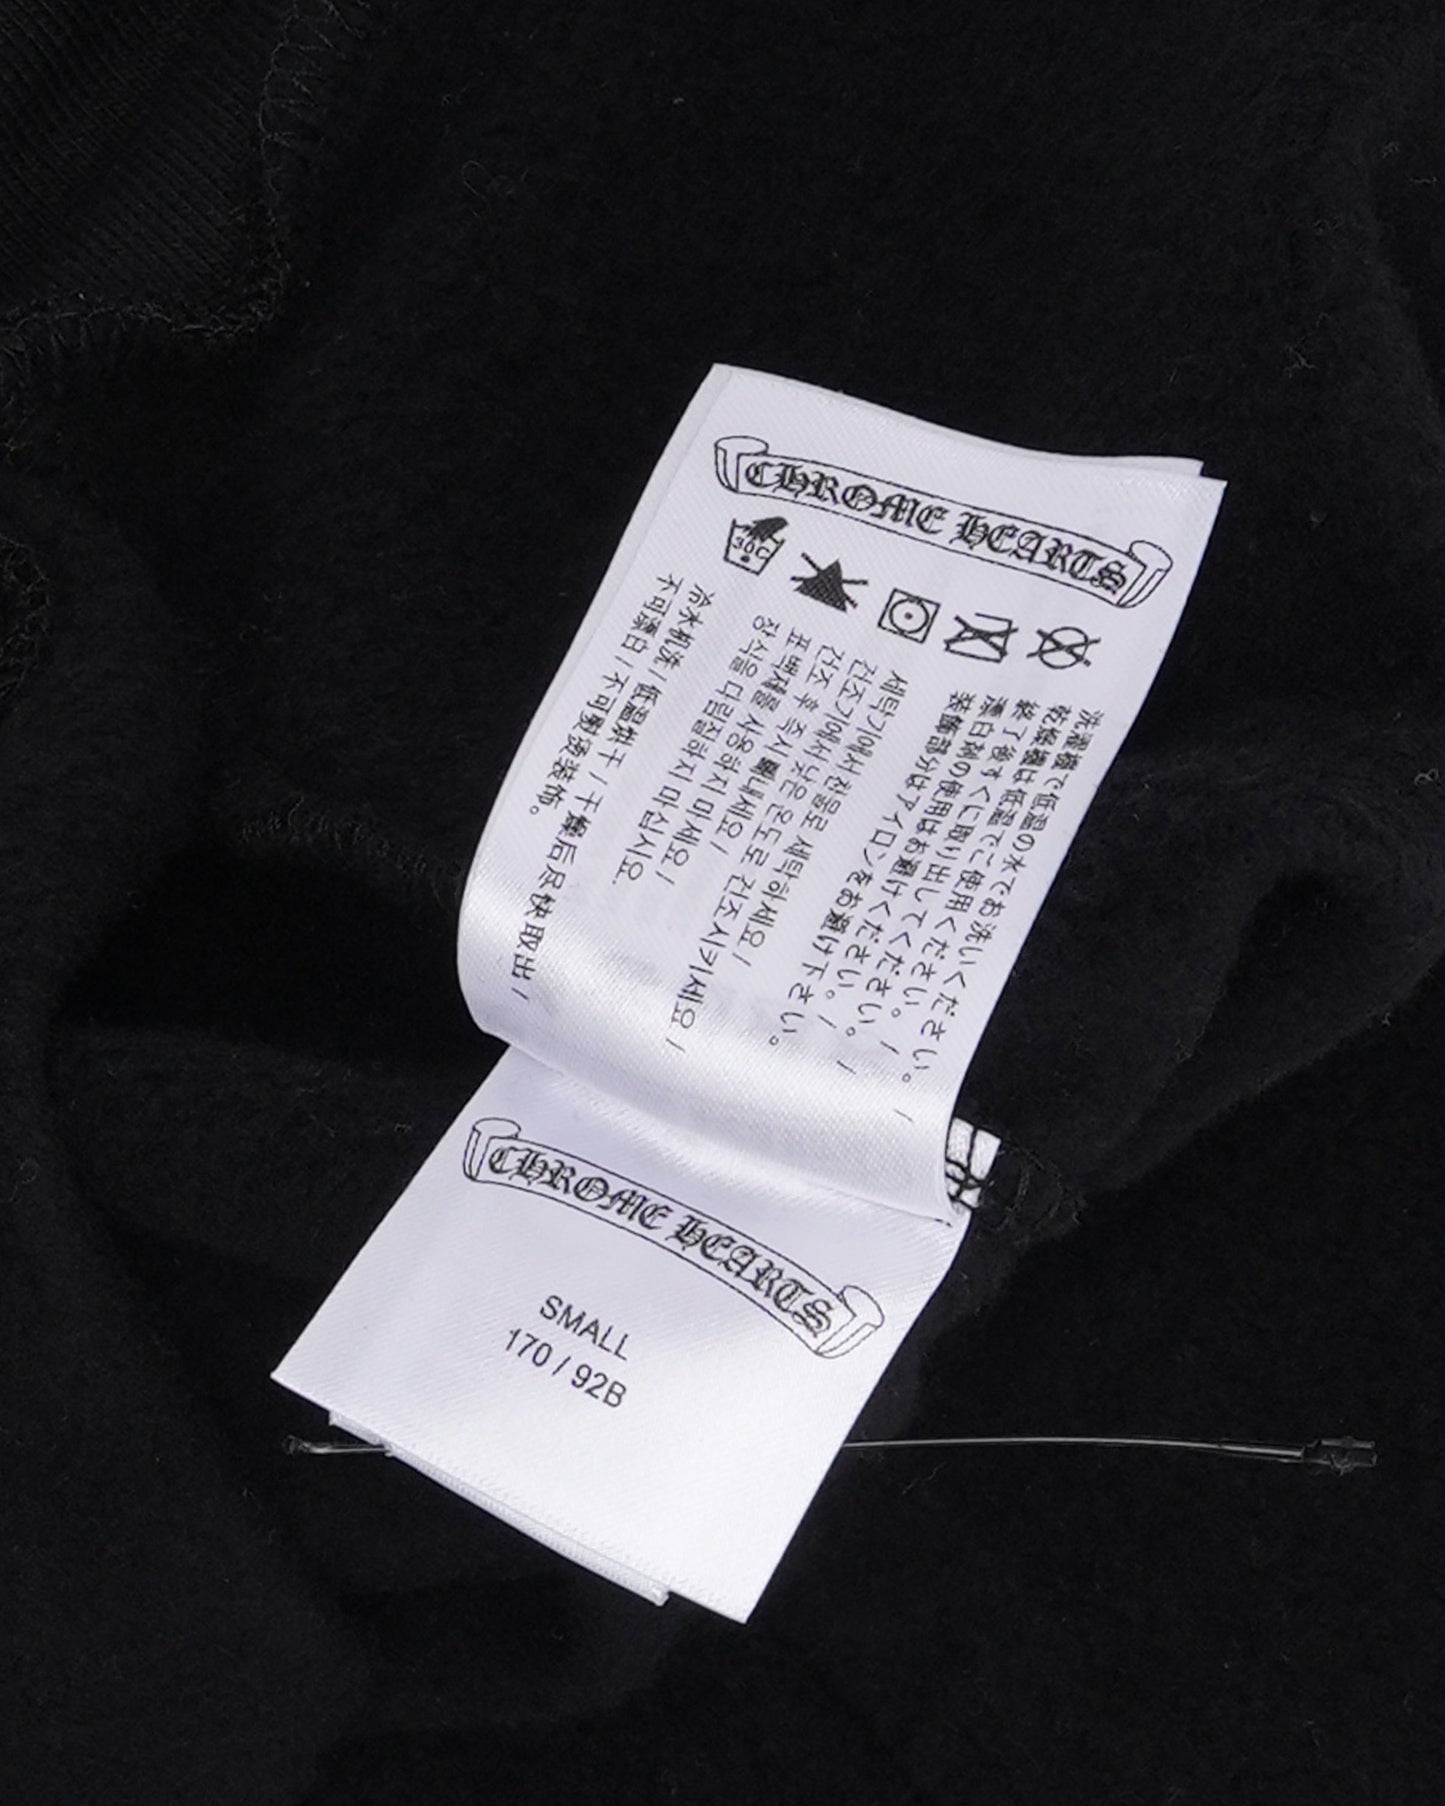 CHROME HEARTS
30C
洗濯機で低温の水でお洗いください。/
乾燥機は低温でご使用ください。/
終了後すぐに取り出してください。/
漂白剤の使用はお避けください。/
装飾部分はアイロンをお避け下さい。
세탁기에서 찬물로 세탁하세요 /
건조기에서 낮은 온도로 건조시키세요 /
건조 후 즉시 꺼내세요 /
표백제를 사용하지 마세요 /
장식을 다림질하지 마십시요.
冷水机洗 / 低温烘干 / 干燥后尽快取出 /
不可漂白 / 不可熨烫装饰。
CHROME HEARTS
SMALL
170 / 92B